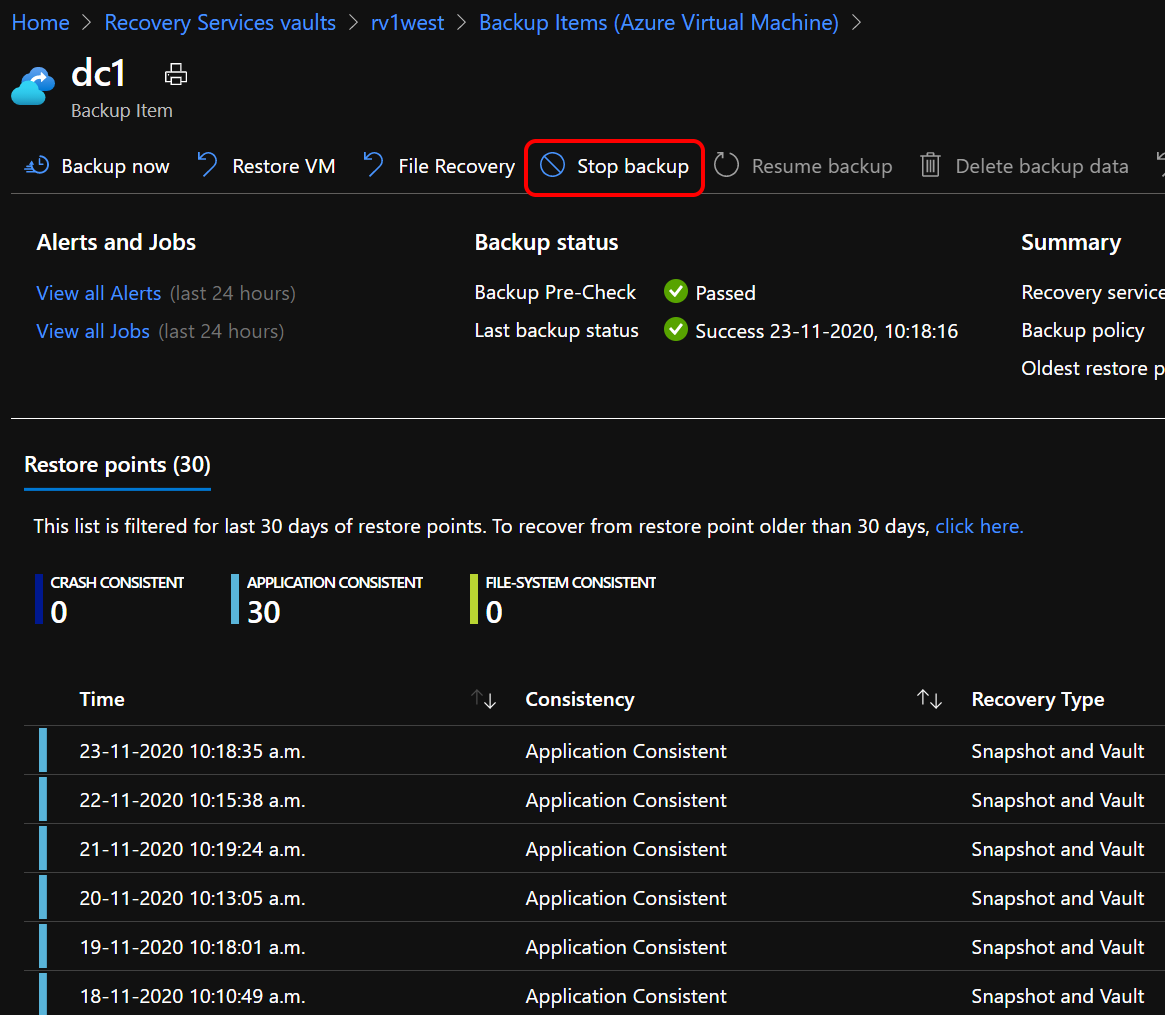 Home > Recovery Services vaults > rv1west > Backup Items (Azure Virtual Machine) >
dc1
Backup Item
Backup now Restore VM File Recovery Stop backup Resume backup Delete backup data
Alerts and Jobs Backup status Summary
View all Alerts (last 24 hours) Backup Pre-Check Passed Recovery service
View all Jobs (last 24 hours) Last backup status Success 23-11-2020, 10:18:16 Backup policy
Oldest restore p
Restore points (30)
This list is filtered for last 30 days of restore points. To recover from restore point older than 30 days, click here.
CRASH CONSISTENT APPLICATION CONSISTENT FILE-SYSTEM CONSISTENT
0 30 0
Time Consistency Recovery Type
23-11-2020 10:18:35 a.m. Application Consistent Snapshot and Vault
22-11-2020 10:15:38 a.m. Application Consistent Snapshot and Vault
21-11-2020 10:19:24 a.m. Application Consistent Snapshot and Vault
20-11-2020 10:13:05 a.m. Application Consistent Snapshot and Vault
19-11-2020 10:18:01 a.m. Application Consistent Snapshot and Vault
18-11-2020 10:10:49 a.m. Application Consistent Snapshot and Vault